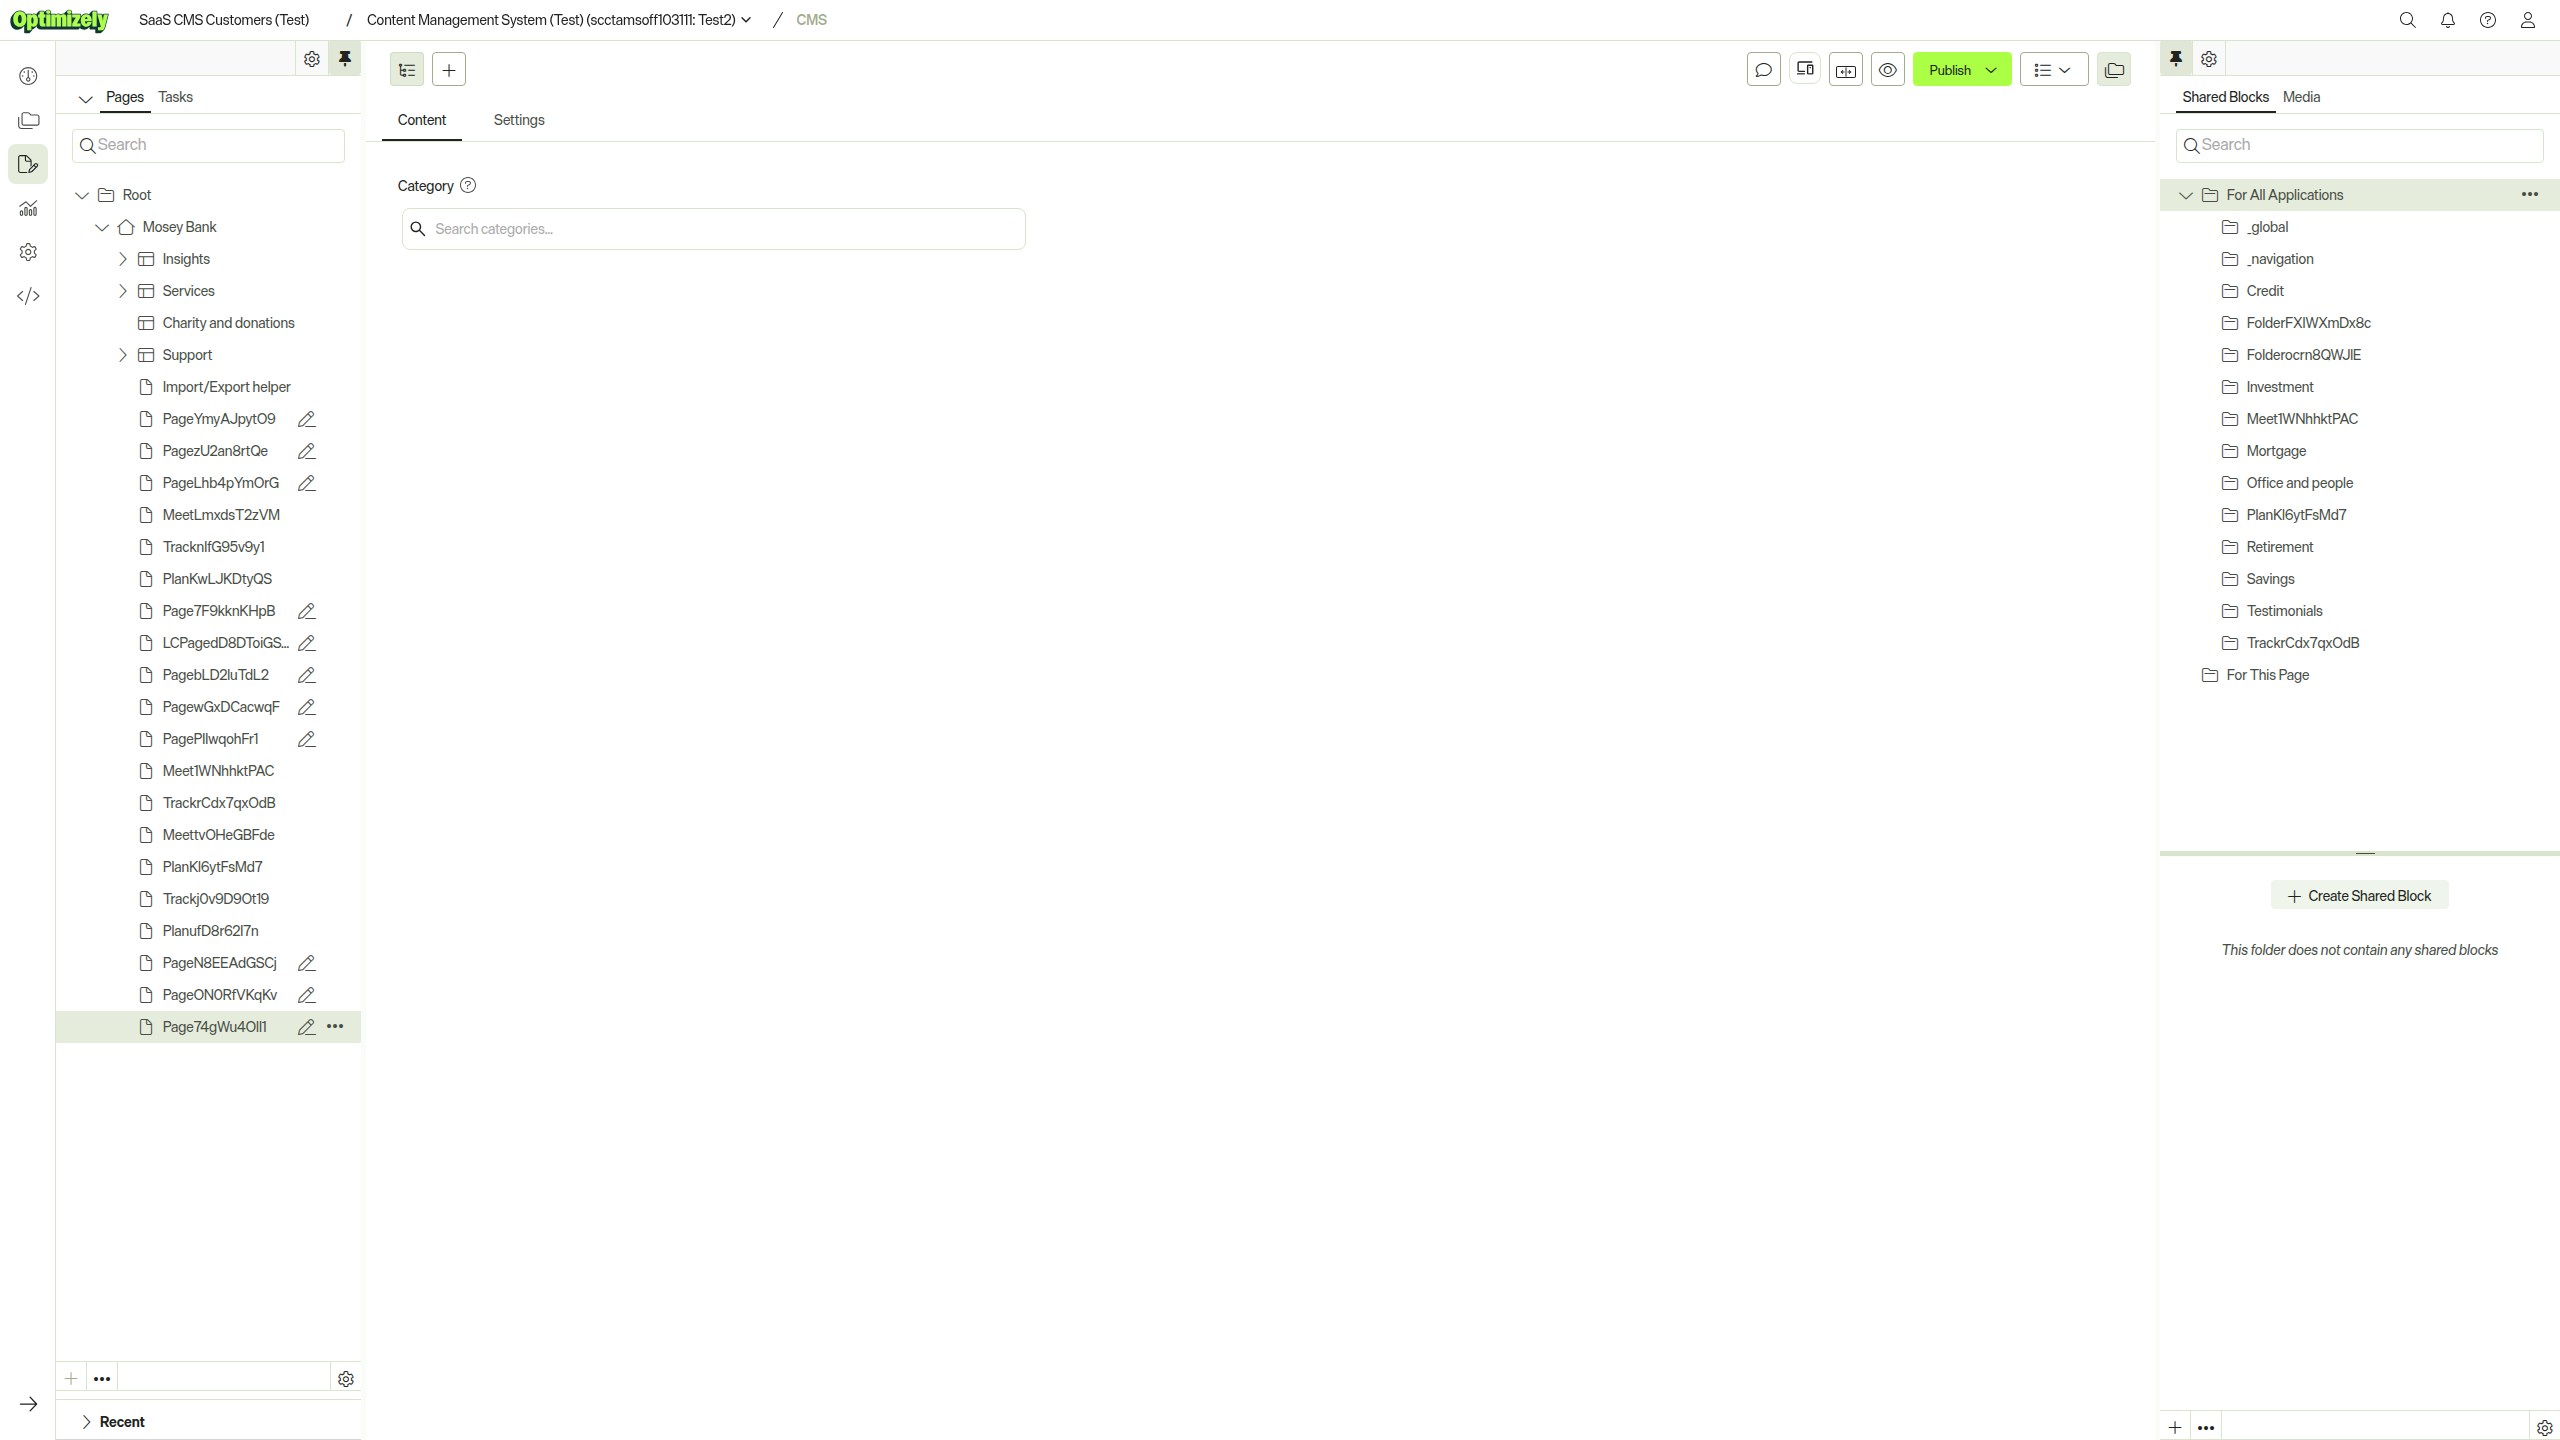 Optimizely
SaaS CMS Customers (Test) / Content Management System (Test) (scctamsoff103111: Test2) / CMS
Publish
Pages Tasks
Search
Root
Mosey Bank
Insights
Services
Charity and donations
Support
Import/Export helper
PageYmyAJpytO9
PagezU2an8rtQe
PageLhb4pYmOrG
MeetLmxdsT2zVM
TracknIfG95v9y1
PlanKwLJKDtyQS
Page7F9kknKHpB
LCPagedD8DToiGS...
PagebLD2luTdL2
PagewGxDCacwqF
PagePIlwqohFr1
Meet1WNhhktPAC
TrackrCdx7qxOdB
MeettvOHeGBFde
PlanKl6ytFsMd7
Trackj0v9D9Ot19
PlanufD8r62I7n
PageN8EEAdGSCj
PageON0RfVKqKv
Page74gWu4OlI1
Recent
Content Settings
Category
Search categories...
Shared Blocks Media
Search
For All Applications
_global
_navigation
Credit
FolderFXIWXmDx8c
Folderocrn8QWJIE
Investment
Meet1WNhhktPAC
Mortgage
Office and people
PlanKl6ytFsMd7
Retirement
Savings
Testimonials
TrackrCdx7qxOdB
For This Page
Create Shared Block
This folder does not contain any shared blocks